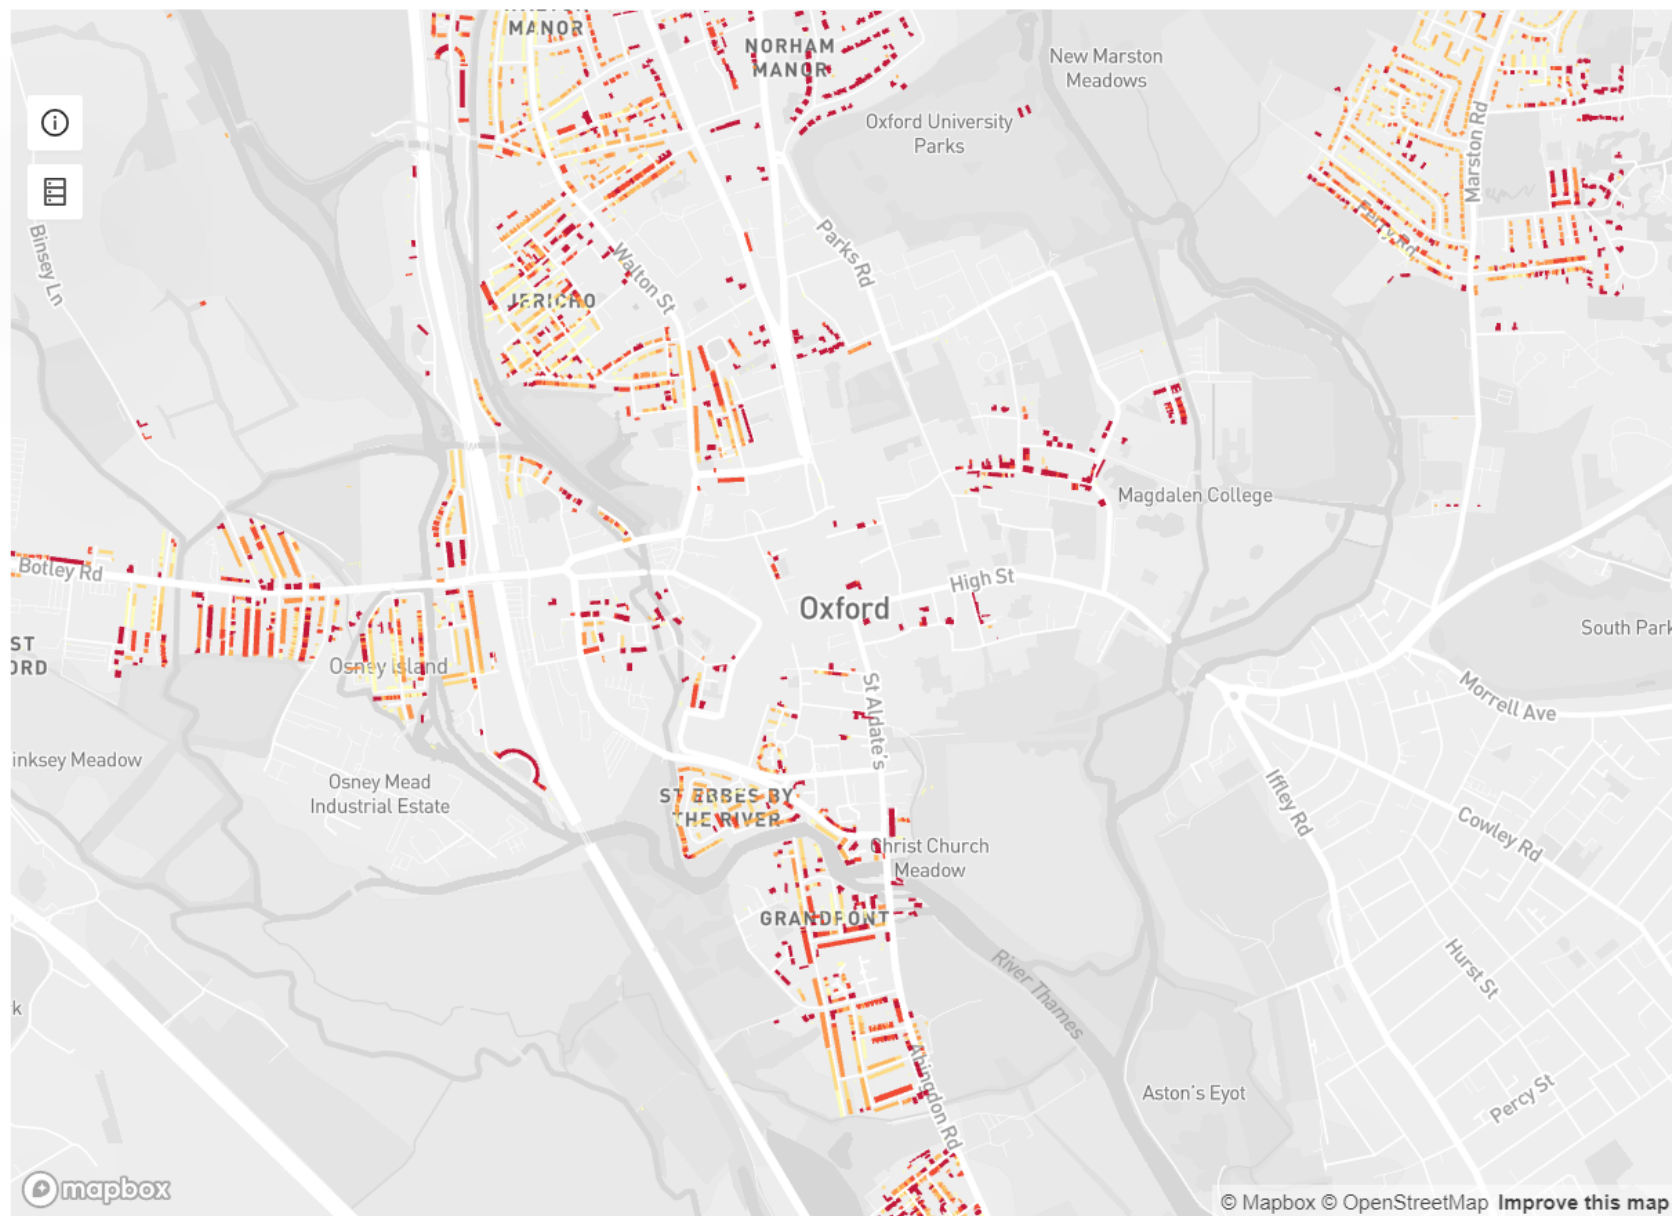 MANOR
NORHAM
MANOR
New Marston
Meadows
Oxford University
Parks
Marston Rd
Ferry Rd
Binsey Ln
Parks Rd
Walton St
JERICHO
Magdalen College
Botley Rd
High St
Oxford
South Park
ST
ORD
Osney Island
St Aldate's
Morrell Ave
inksey Meadow
Osney Mead
Industrial Estate
ST EBBES BY
THE RIVER
Iffley Rd
Cowley Rd
Christ Church
Meadow
GRANDPONT
River Thames
Hurst St
rk
Abingdon Rd
Aston's Eyot
Percy St
mapbox
© Mapbox © OpenStreetMap Improve this map